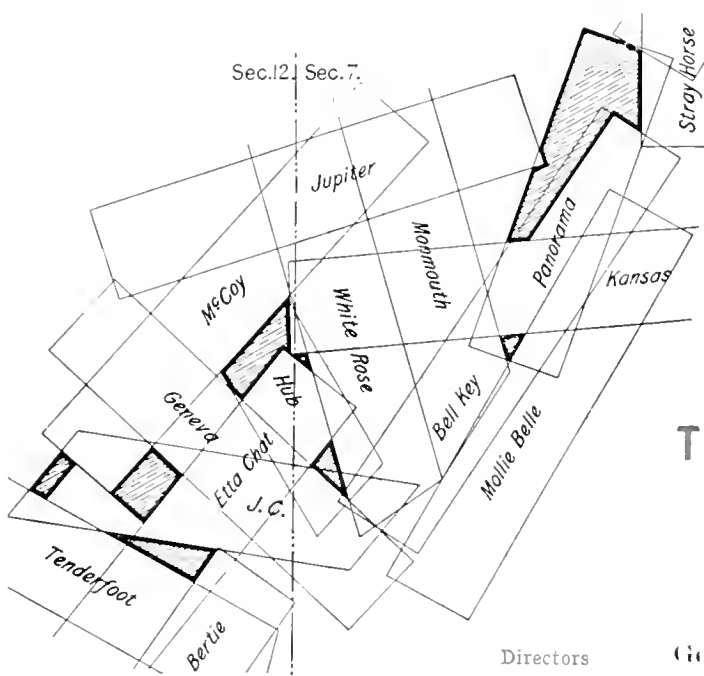 Sec.12. Sec.7.
Stray Horse
Jupiter
Monmouth
Panorama
McCoy
Kansas
White Rose
Hub
Geneva
Bell Key
Etta Chat
Mollie Belle
J.C.
T
Tenderfoot
Bertie
Directors